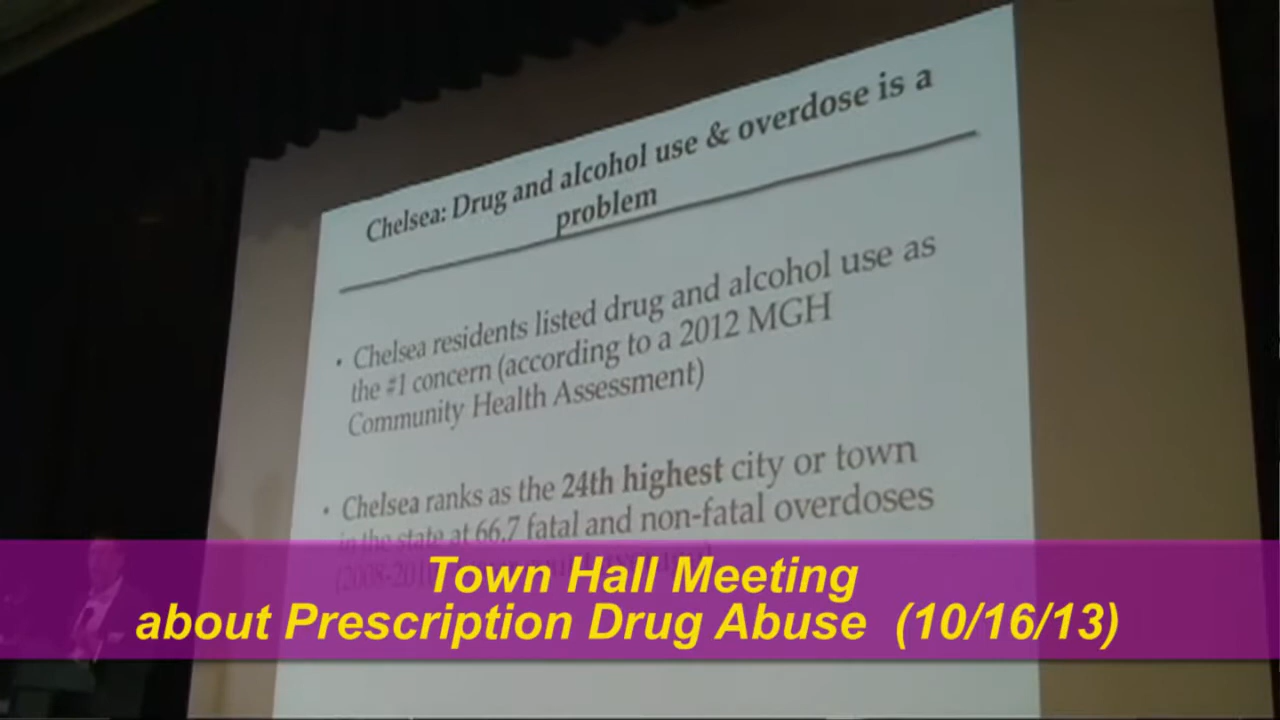 Chelsea: Drug and alcohol use & overdose is a
problem
• Chelsea residents listed drug and alcohol use as
the #1 concern (according to a 2012 MGH
Community Health Assessment)
• Chelsea ranks as the 24th highest city or town
in the state at 66.7 fatal and non-fatal overdoses
Town Hall Meeting
about Prescription Drug Abuse (10/16/13)